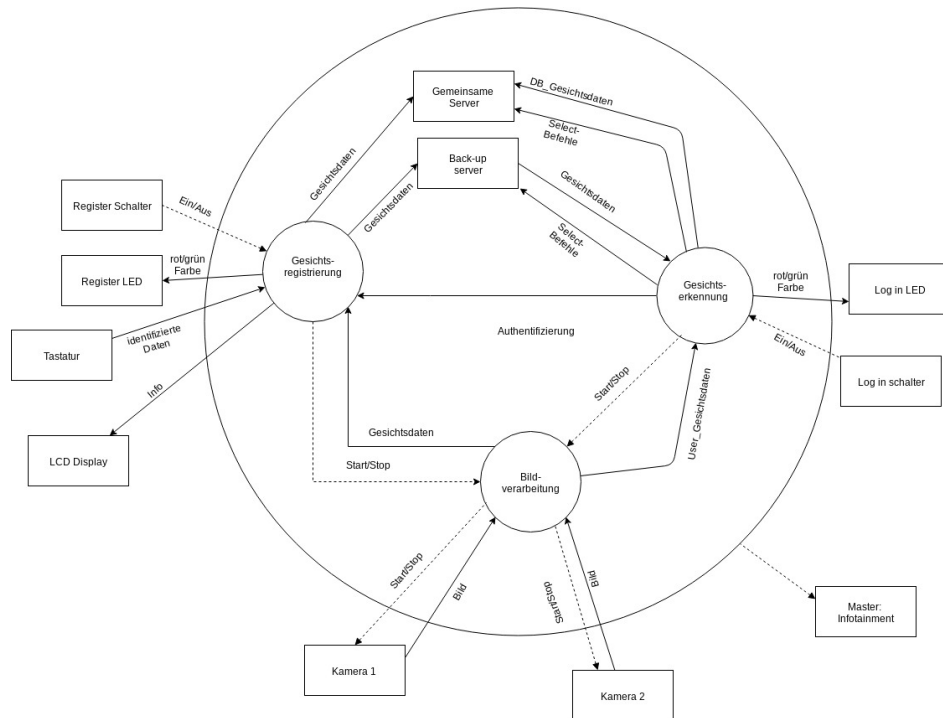 Gemeinsame
Server
DB_Gesichtsdaten
Select-
Befehle
Back-up
server
Gesichtsdaten
Gesichtsdaten
Gesichtsdaten
Select-
Befehle
Register Schalter
Ein/Aus
Gesichts-
registrierung
rot/grün
Farbe
Register LED
Gesichts-
erkennung
rot/grün
Farbe
Log in LED
identifizierte
Daten
Tastatur
Authentifizierung
Ein/Aus
Log in schalter
Info
Start/Stop
User_Gesichtsdaten
Gesichtsdaten
LCD Display
Start/Stop
Bild-
verarbeitung
Start/Stop
Bild
Start/Stop
Bild
Master:
Infotainment
Kamera 1
Kamera 2